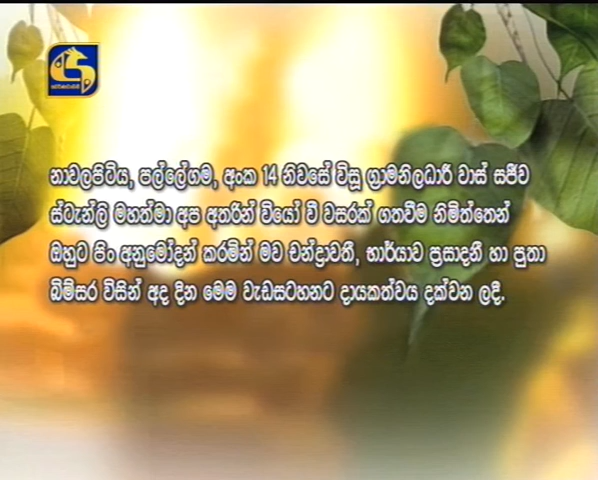 නාවලපිටිය, පල්ලේගම, අංක 14 නිවසේ විසූ ග්‍රාමනිලධාරී වාස් සජීව
ස්ටැන්ලි මහත්මා අප අතරින් වියෝ වී වසරක් ගතවීම නිමිත්තෙන්
ඔහුට පිං අනුමෝදන් කරමින් මව චන්ද්‍රාවතී, භාර්යාව ප්‍රසාදනී හා පුතා
බිම්සර විසින් අද දින මෙම වැඩසටහනට දායකත්වය දක්වන ලදී.